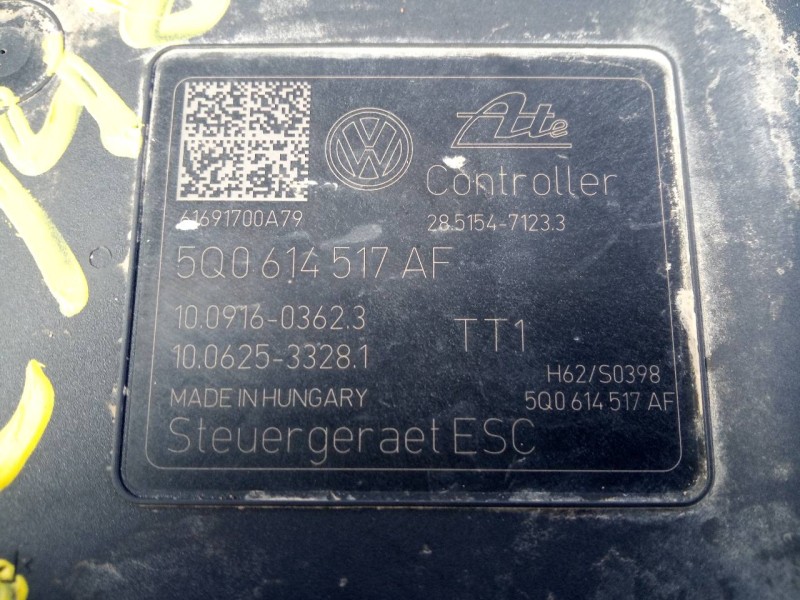 VW
Ate
Controller
61691700A79
28.5154-7123.3
5Q0 614 517 AF
10.0916-0362.3
TT1
10.0625-3328.1
H62/S0398
MADE IN HUNGARY
5Q0 614 517 AF
Steuergeraet ESC